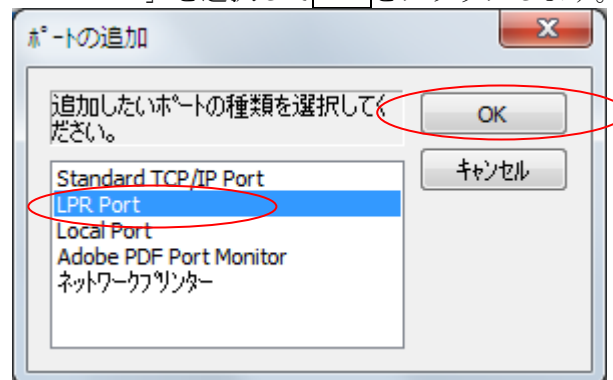 ポートの追加
追加したいポートの種類を選択してく
ださい。
OK
キャンセル
Standard TCP/IP Port
LPR Port
Local Port
Adobe PDF Port Monitor
ネットワークプリンター